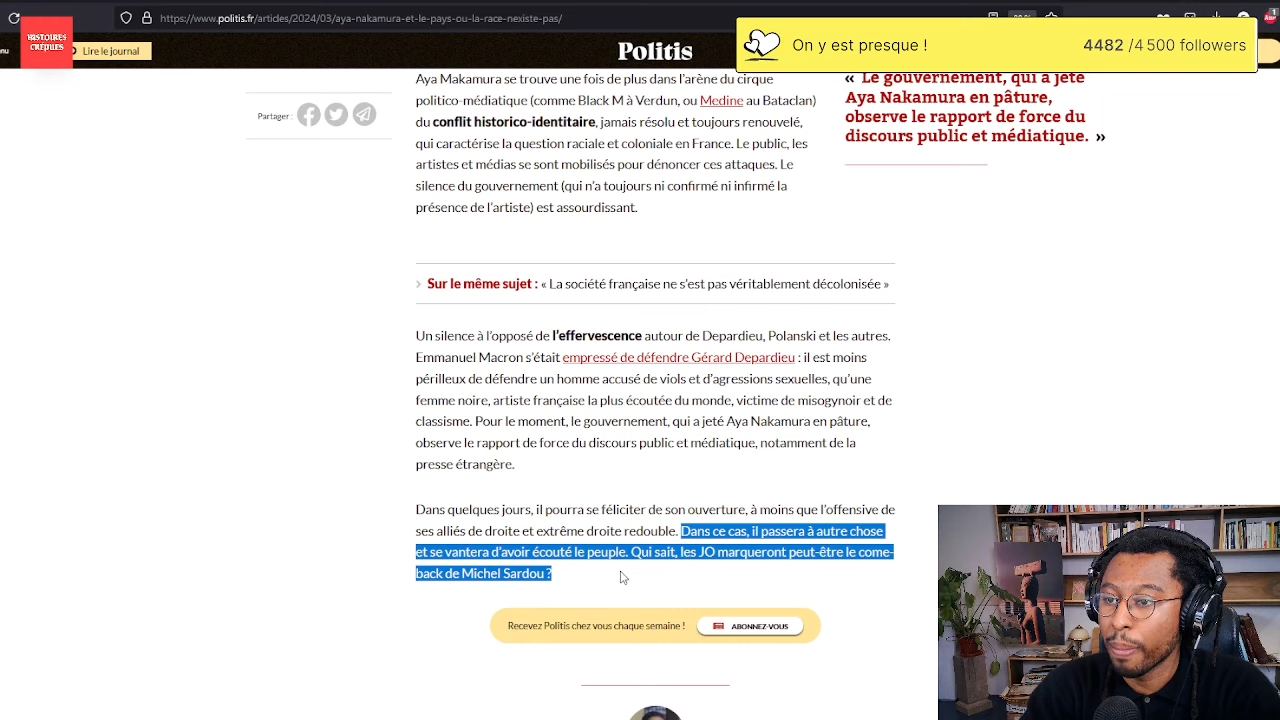 https://www.politis.fr/articles/2024/03/aya-nakamura-et-le-pays-ou-la-race-nexiste-pas/
HISTOIRES
CRÉPUES
nu
Lire le journal
Politis
On y est presque !
4482 /4 500 followers
Partager :
Aya Makamura se trouve une fois de plus dans l'arène du cirque
politico-médiatique (comme Black M à Verdun, ou Medine au Bataclan)
du conflit historico-identitaire, jamais résolu et toujours renouvelé,
qui caractérise la question raciale et coloniale en France. Le public, les
artistes et médias se sont mobilisés pour dénoncer ces attaques. Le
silence du gouvernement (qui n'a toujours ni confirmé ni infirmé la
présence de l'artiste) est assourdissant.
« Le gouvernement, qui a jeté
Aya Nakamura en pâture,
observe le rapport de force du
discours public et médiatique. »
Sur le même sujet : « La société française ne s'est pas véritablement décolonisée »
Un silence à l'opposé de l'effervescence autour de Depardieu, Polanski et les autres.
Emmanuel Macron s'était empressé de défendre Gérard Depardieu : il est moins
périlleux de défendre un homme accusé de viols et d'agressions sexuelles, qu'une
femme noire, artiste française la plus écoutée du monde, victime de misogynoir et de
classisme. Pour le moment, le gouvernement, qui a jeté Aya Nakamura en pâture,
observe le rapport de force du discours public et médiatique, notamment de la
presse étrangère.
Dans quelques jours, il pourra se féliciter de son ouverture, à moins que l'offensive de
ses alliés de droite et extrême droite redouble. Dans ce cas, il passera à autre chose
et se vantera d'avoir écouté le peuple. Qui sait, les JO marqueront peut-être le come-
back de Michel Sardou ?
Recevez Politis chez vous chaque semaine !
ABONNEZ-VOUS